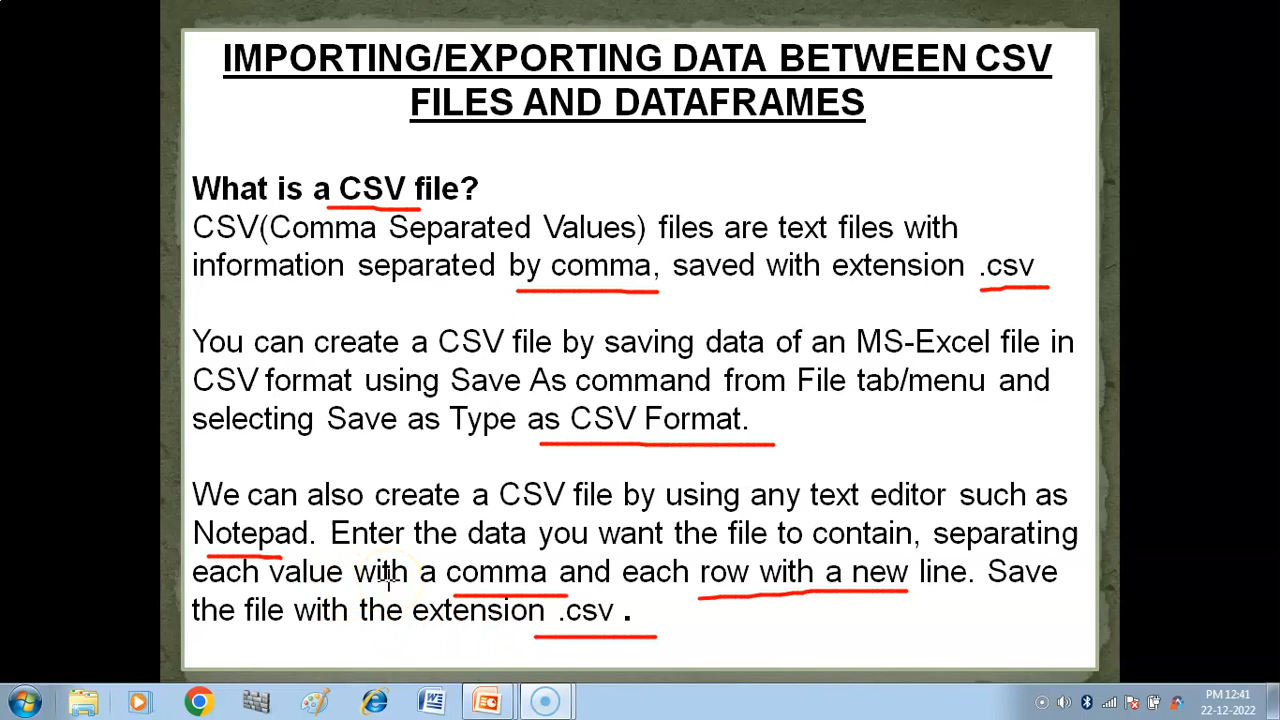 IMPORTING/EXPORTING DATA BETWEEN CSV
FILES AND DATAFRAMES
What is a CSV file?
CSV(Comma Separated Values) files are text files with
information separated by comma, saved with extension .csv
You can create a CSV file by saving data of an MS-Excel file in
CSV format using Save As command from File tab/menu and
selecting Save as Type as CSV Format.
We can also create a CSV file by using any text editor such as
Notepad. Enter the data you want the file to contain, separating
each value with a comma and each row with a new line. Save
the file with the extension .csv .
PM 12:41
22-12-2022